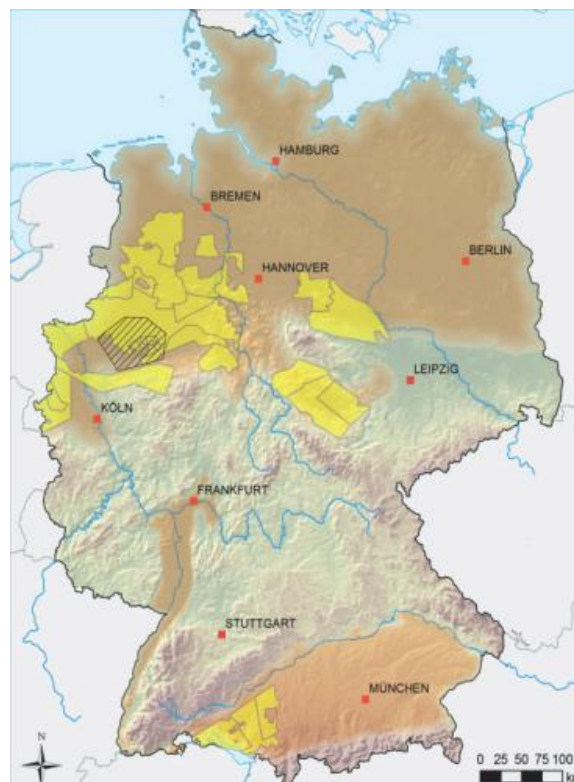 HAMBURG
BREMEN
BERLIN
HANNOVER
LEIPZIG
KÖLN
FRANKFURT
STUTTGART
MÜNCHEN
N
0 25 50 75 100